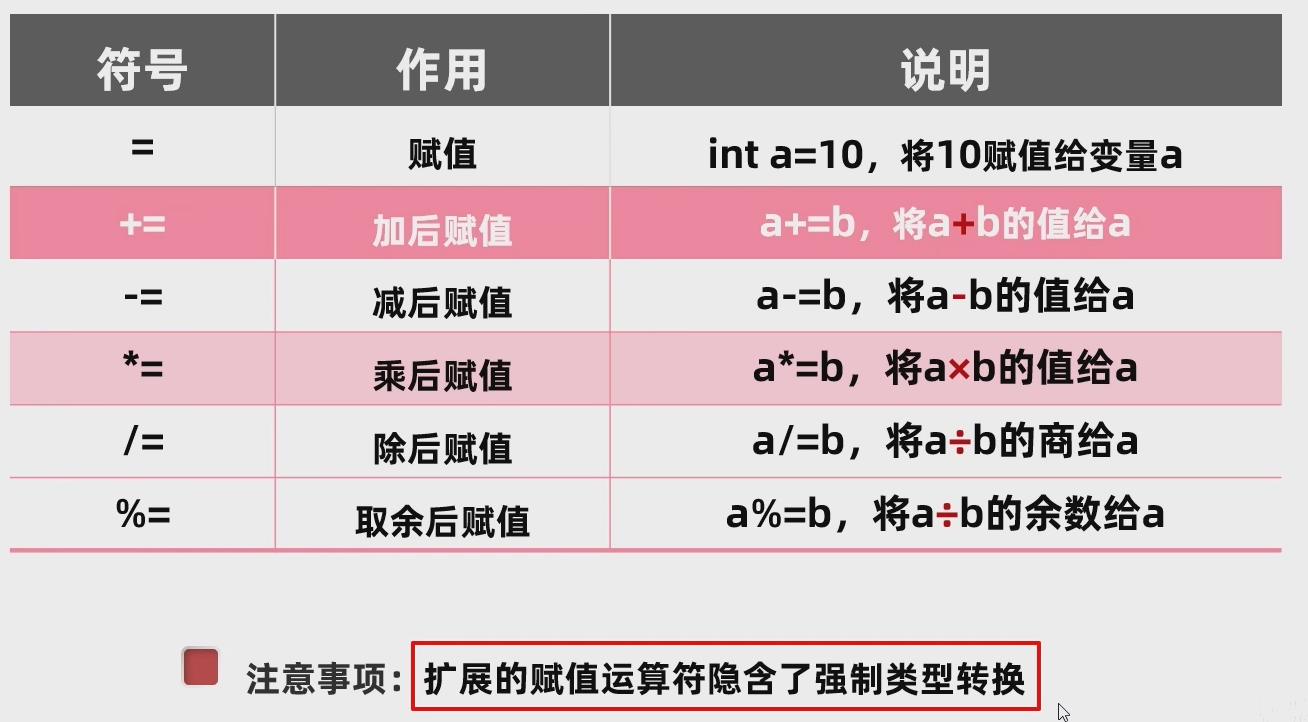 符号 作用 说明
= 赋值 int a=10，将10赋值给变量a
+= 加后赋值 a+=b，将a+b的值给a
-= 减后赋值 a-=b，将a-b的值给a
*= 乘后赋值 a*=b，将a×b的值给a
/= 除后赋值 a/=b，将a÷b的商给a
%= 取余后赋值 a%=b，将a÷b的余数给a
注意事项：扩展的赋值运算符隐含了强制类型转换